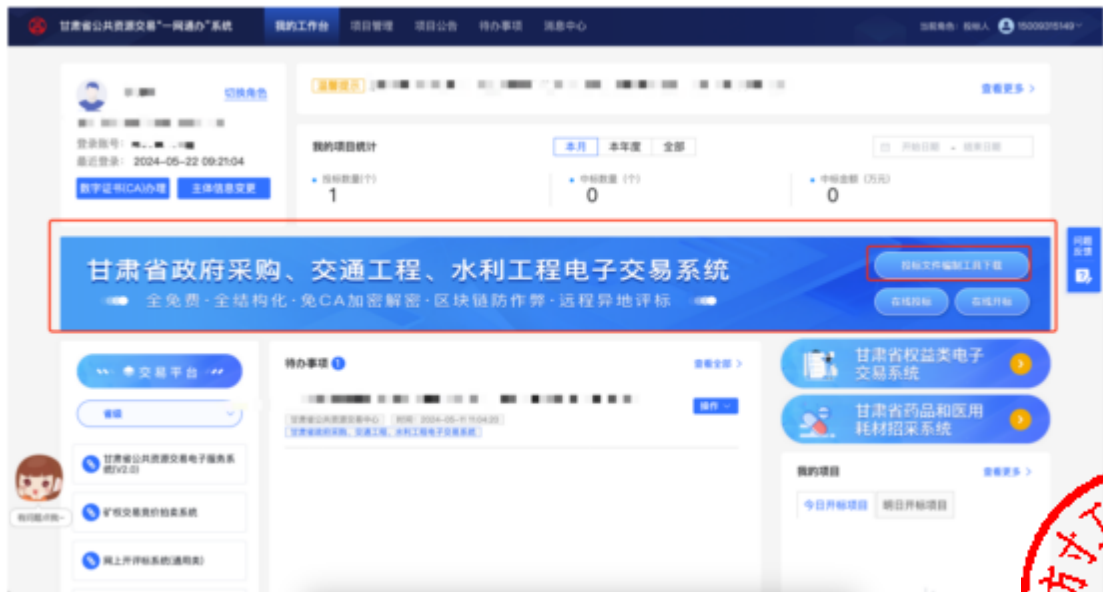 甘肃省公共资源交易“一网通办”系统 我的工作台 项目管理 项目公告 待办事项 消息中心 当前角色：投标人 15009315149
切换角色
温馨提示
查看更多 >
登录账号：
最近登录： 2024-05-22 09:21:04
数字证书(CA)办理 主体信息变更
我的项目统计 本月 本年度 全部 开始日期 - 结束日期
投标数量(个) 中标数量（个） 中标金额（万元）
1 0 0
甘肃省政府采购、交通工程、水利工程电子交易系统
全免费·全结构化·免CA加密解密·区块链防作弊·远程异地评标
投标文件编制工具下载
在线投标 在线开标
问题
反馈
交易平台
省级
甘肃省公共资源交易电子服务系
统(V2.0)
矿权交易竞价拍卖系统
网上开评标系统(通用类)
有问题点我~
待办事项 1 查看全部 >
操作
甘肃省公共资源交易中心 时间：2024-05-11 11:04:20
甘肃省政府采购、交通工程、水利工程电子交易系统
甘肃省权益类电子
交易系统
甘肃省药品和医用
耗材招采系统
我的项目 查看更多 >
今日开标项目 明日开标项目